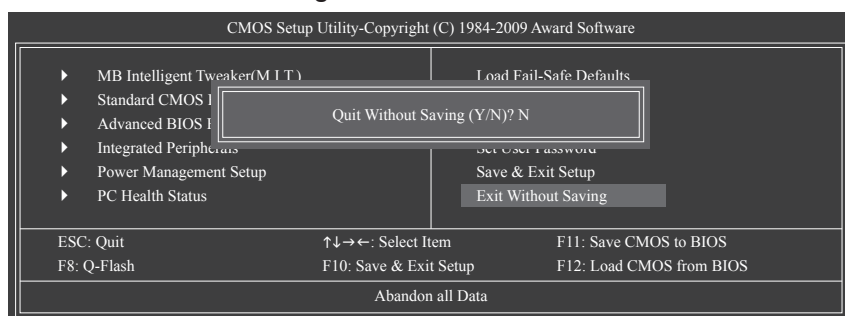 CMOS Setup Utility-Copyright (C) 1984-2009 Award Software
MB Intelligent Tweaker(M.I.T.)
Standard CMOS
Advanced BIOS
Integrated Peripherals
Power Management Setup
PC Health Status
Load Fail-Safe Defaults
Set User Password
Save & Exit Setup
Exit Without Saving
Quit Without Saving (Y/N)? N
ESC: Quit
↑↓→←: Select Item
F11: Save CMOS to BIOS
F8: Q-Flash
F10: Save & Exit Setup
F12: Load CMOS from BIOS
Abandon all Data